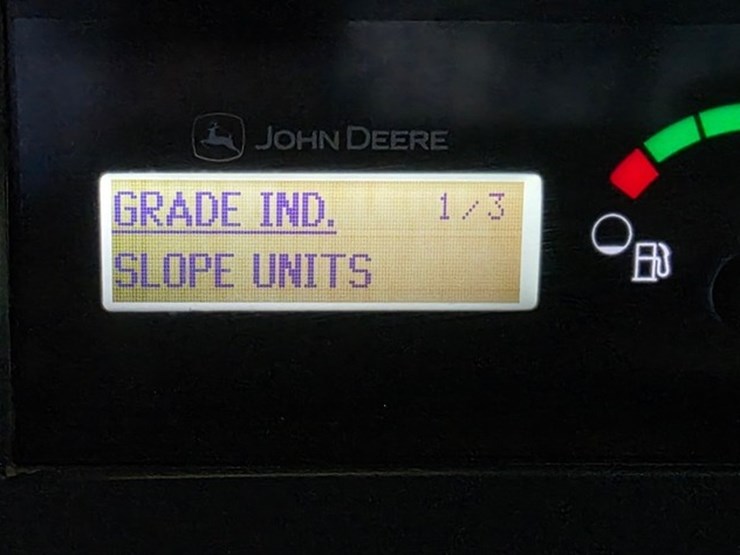 JOHN DEERE
GRADE IND. 1/3
SLOPE UNITS